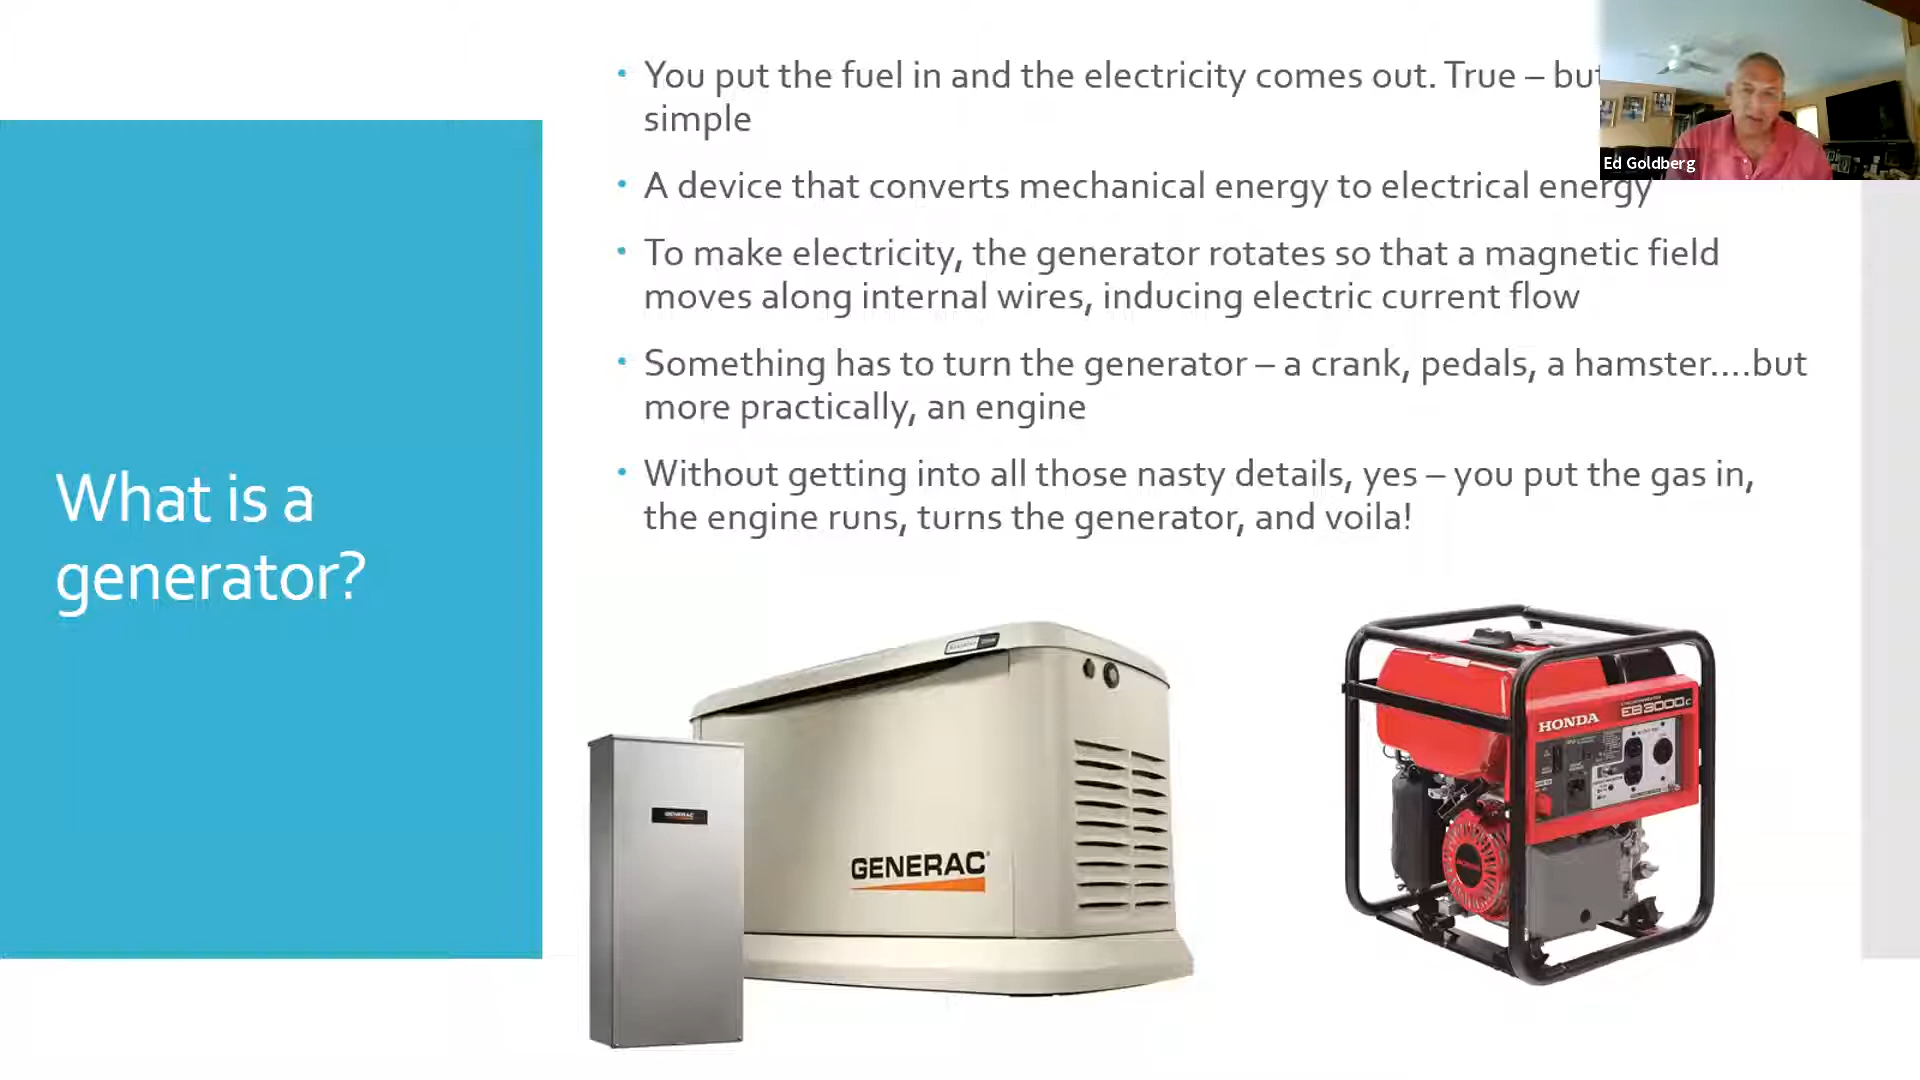 You put the fuel in and the electricity comes out. True – but
simple
Ed Goldberg
A device that converts mechanical energy to electrical energy
To make electricity, the generator rotates so that a magnetic field
moves along internal wires, inducing electric current flow
Something has to turn the generator – a crank, pedals, a hamster....but
more practically, an engine
Without getting into all those nasty details, yes – you put the gas in,
the engine runs, turns the generator, and voila!
What is a
generator?
GENERAC
GENERAC
HONDA
EB3000c
HONDA